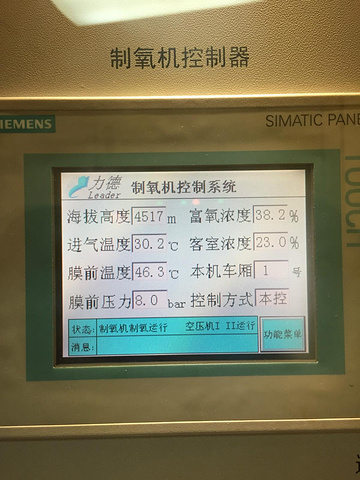 制氧机控制器
SIEMENS
SIMATIC PANE
TOUCH
力德
Leader
制氧机控制系统
海拔高度 4517 m 富氧浓度 38.2 %
进气温度 30.2 ℃ 客室浓度 23.0 %
膜前温度 46.3 ℃ 本机车厢 1 号
膜前压力 8.0 bar 控制方式 本控
状态: 制氧机制氧运行 空压机I II运行
消息:
功能菜单